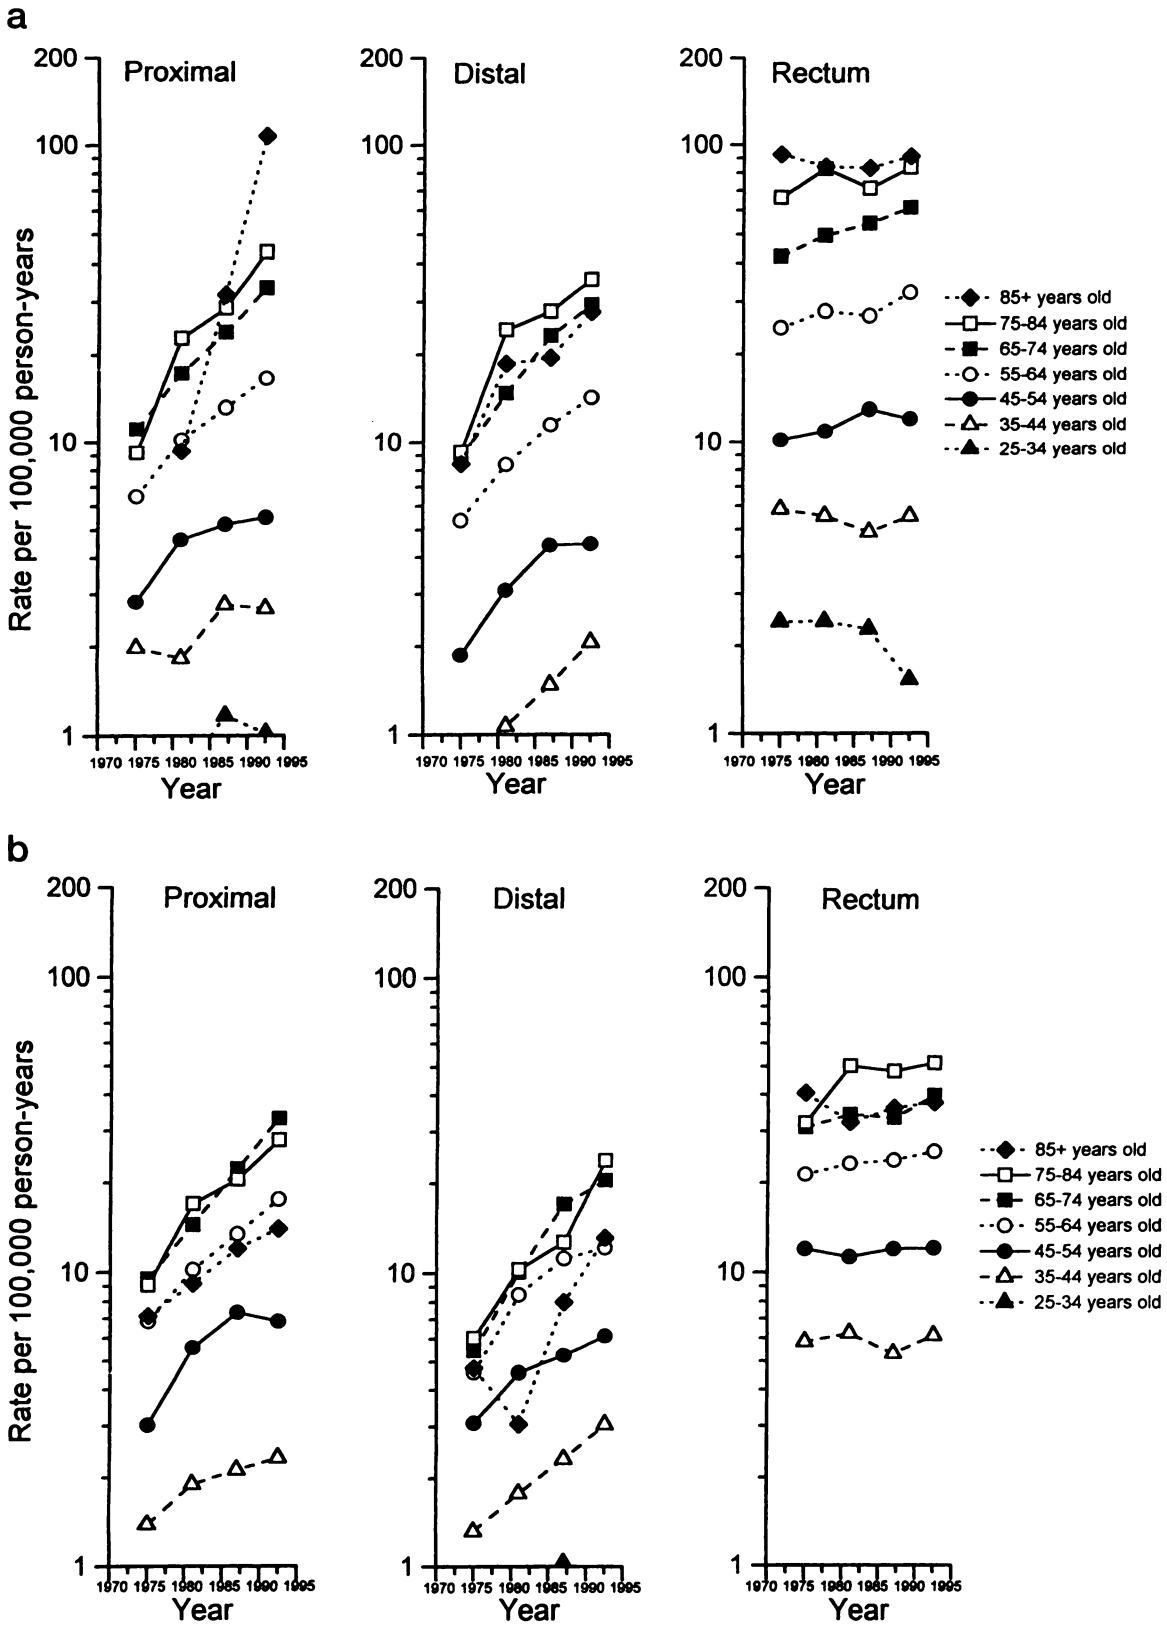 a
Proximal
Distal
Rectum
200
100
10
1
200
100
10
1
200
100
10
1
Rate per 100,000 person-years
1970 1975 1980 1985 1990 1995
1970 1975 1980 1985 1990 1995
1970 1975 1980 1985 1990 1995
Year
Year
Year
85+ years old
75-84 years old
65-74 years old
55-64 years old
45-54 years old
35-44 years old
25-34 years old
b
Proximal
Distal
Rectum
200
100
10
1
200
100
10
1
200
100
10
1
Rate per 100,000 person-years
1970 1975 1980 1985 1990 1995
1970 1975 1980 1985 1990 1995
1970 1975 1980 1985 1990 1995
Year
Year
Year
85+ years old
75-84 years old
65-74 years old
55-64 years old
45-54 years old
35-44 years old
25-34 years old